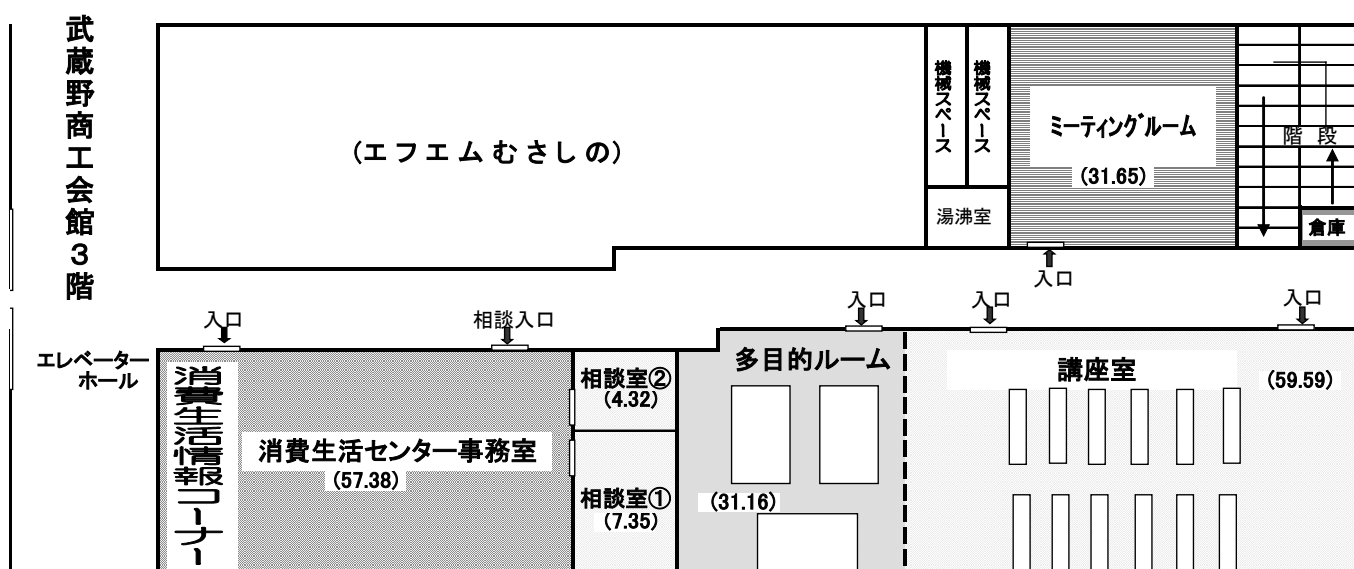 武蔵野商工会館３階
(エフエムむさしの)
機械スペース
機械スペース
湯沸室
ミーティングルーム
(31.65)
階段
倉庫
入口
入口
相談入口
入口
入口
入口
エレベーター
ホール
消費生活情報コーナー
消費生活センター事務室
(57.38)
相談室②
(4.32)
相談室①
(7.35)
多目的ルーム
(31.16)
講座室
(59.59)